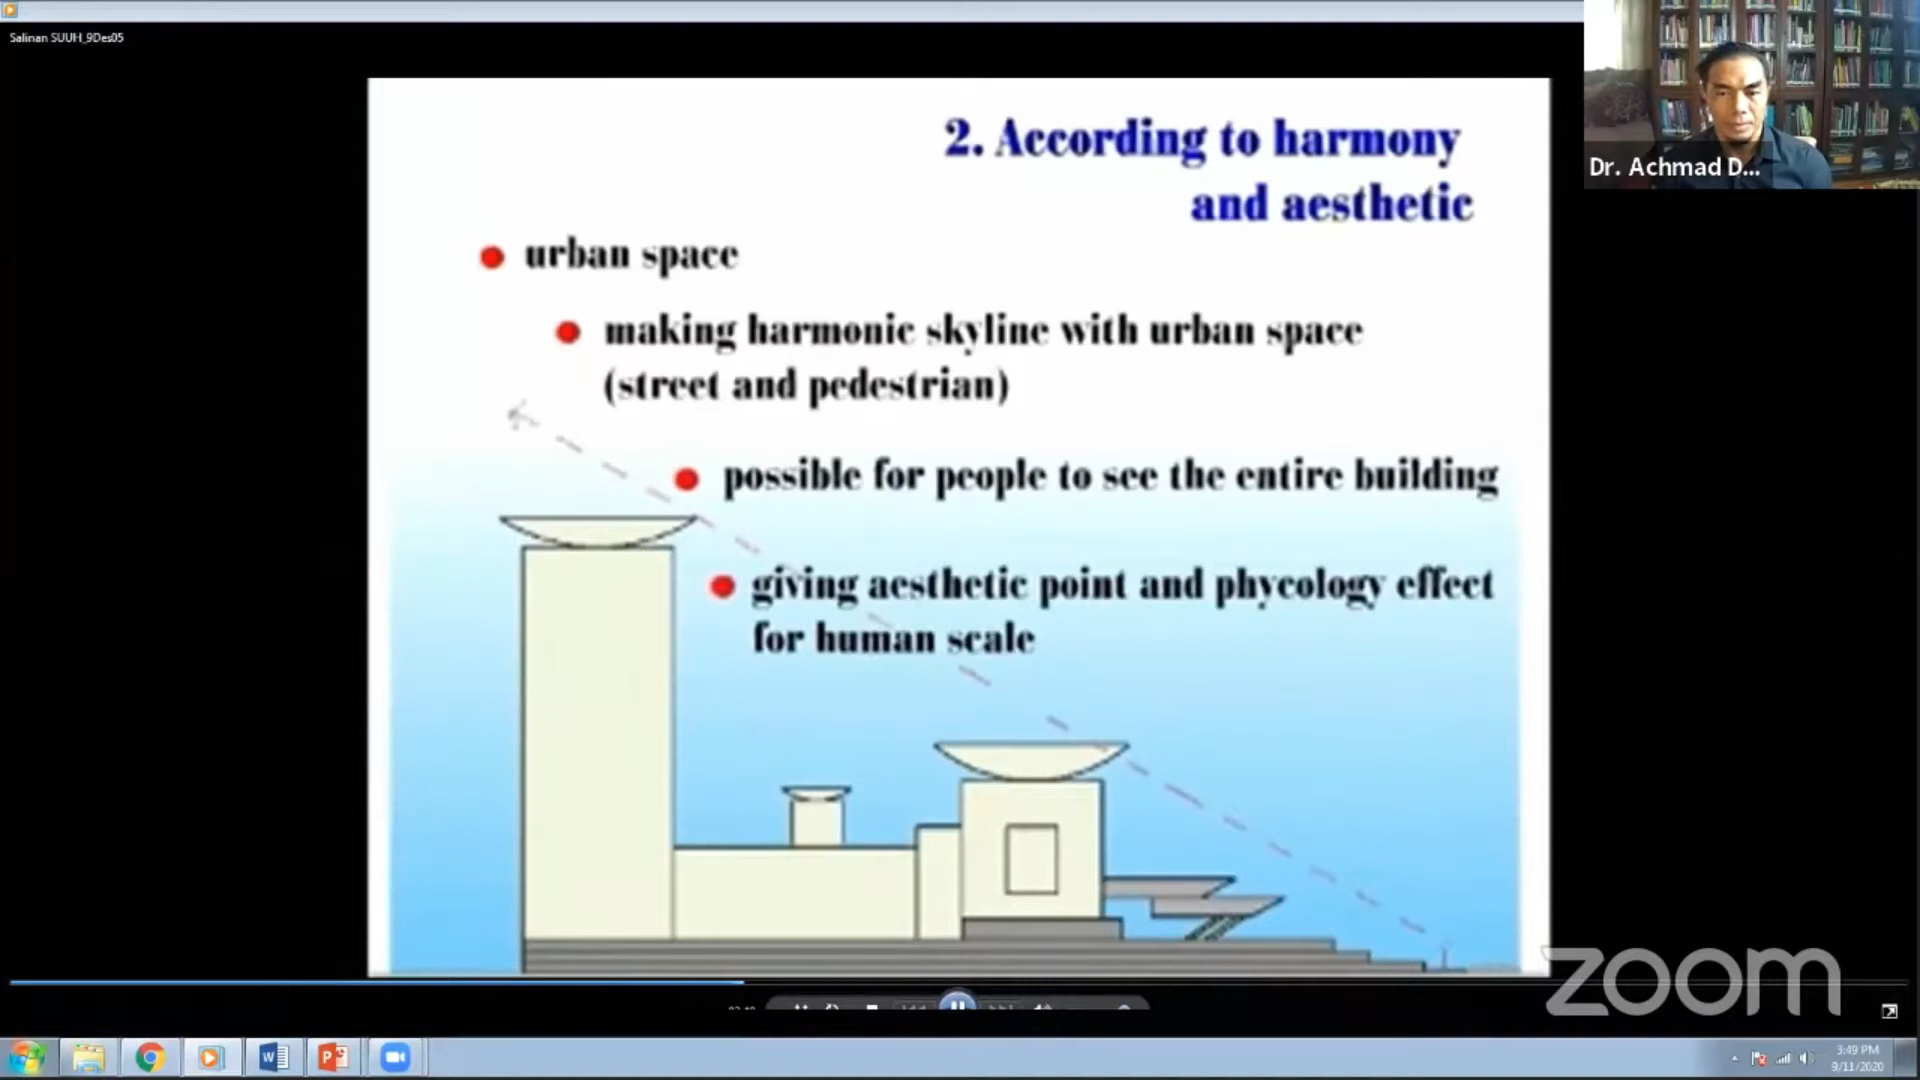 Salinan SUUH_9Des05
2. According to harmony
and aesthetic
Dr. Achmad D...
urban space
making harmonic skyline with urban space
(street and pedestrian)
possible for people to see the entire building
giving aesthetic point and phycology effect
for human scale
zoom
3:49 PM
9/11/2020